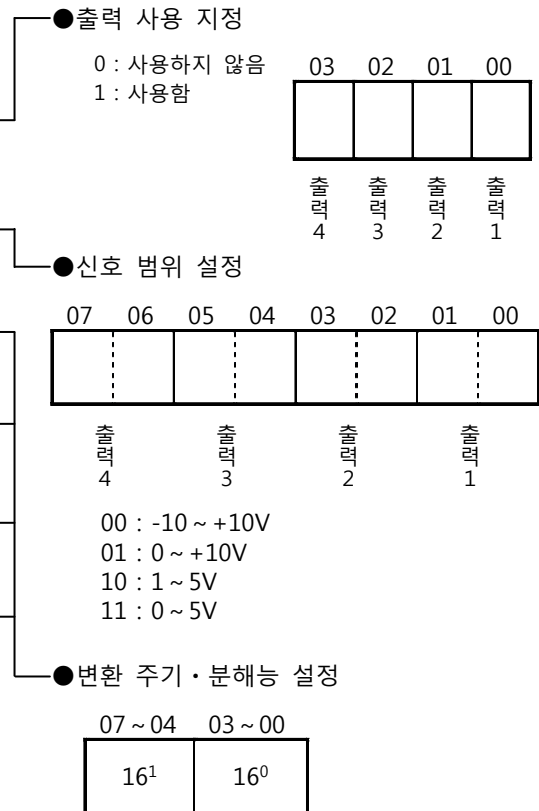 ●출력 사용 지정
0 : 사용하지 않음
1 : 사용함
03 02 01 00
출력4 출력3 출력2 출력1
●신호 범위 설정
07 06 05 04 03 02 01 00
출력4 출력3 출력2 출력1
00 : -10 ~ +10V
01 : 0 ~ +10V
10 : 1 ~ 5V
11 : 0 ~ 5V
●변환 주기・분해능 설정
07 ~ 04 03 ~ 00
16¹ 16⁰